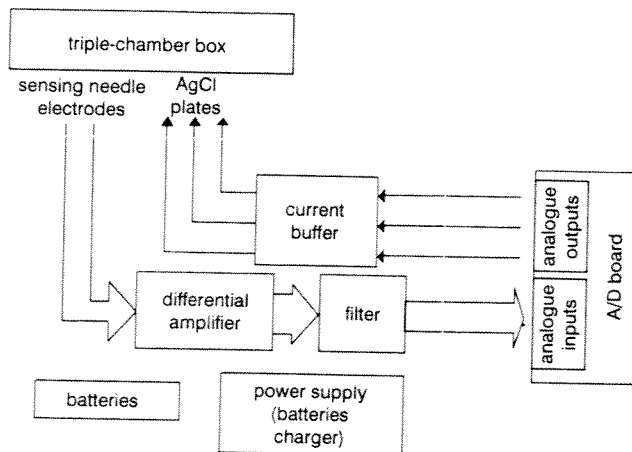 triple-chamber box
sensing needle
electrodes
AgCl
plates
current
buffer
analogue
outputs
A/D board
differential
amplifier
filter
analogue
inputs
batteries
power supply
(batteries
charger)